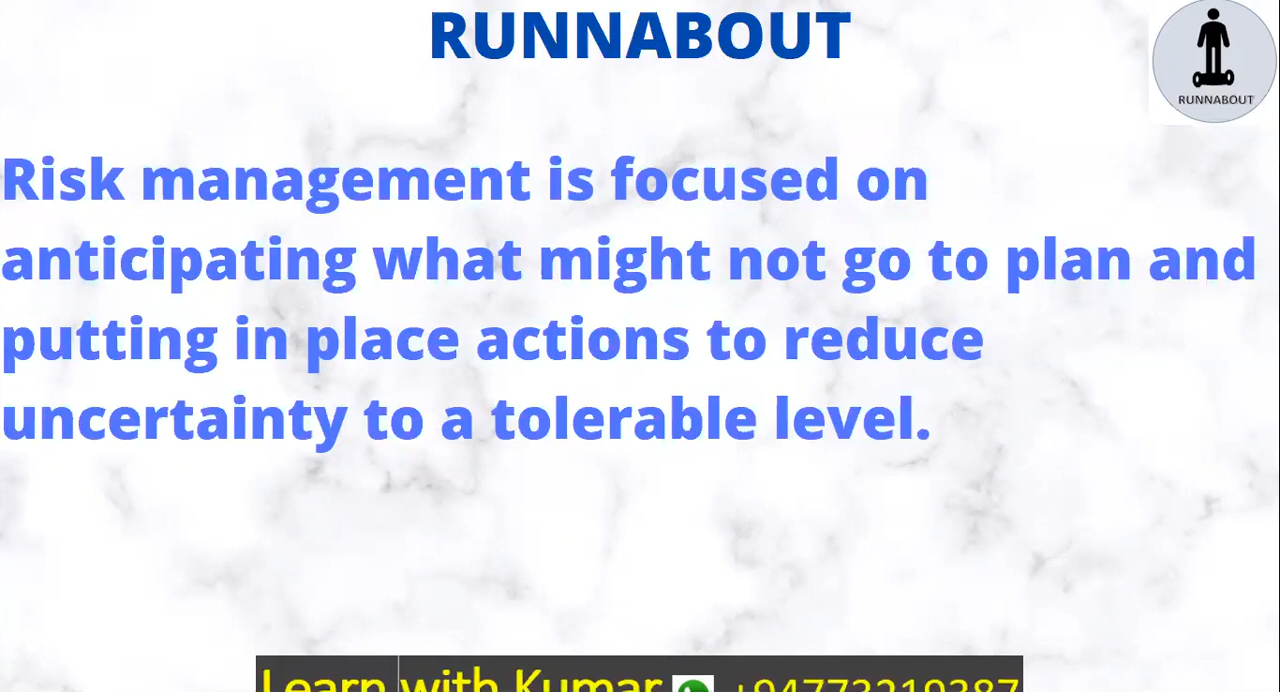 RUNNABOUT
RUNNABOUT
Risk management is focused on
anticipating what might not go to plan and
putting in place actions to reduce
uncertainty to a tolerable level.
Learn with Kumar +94773219387